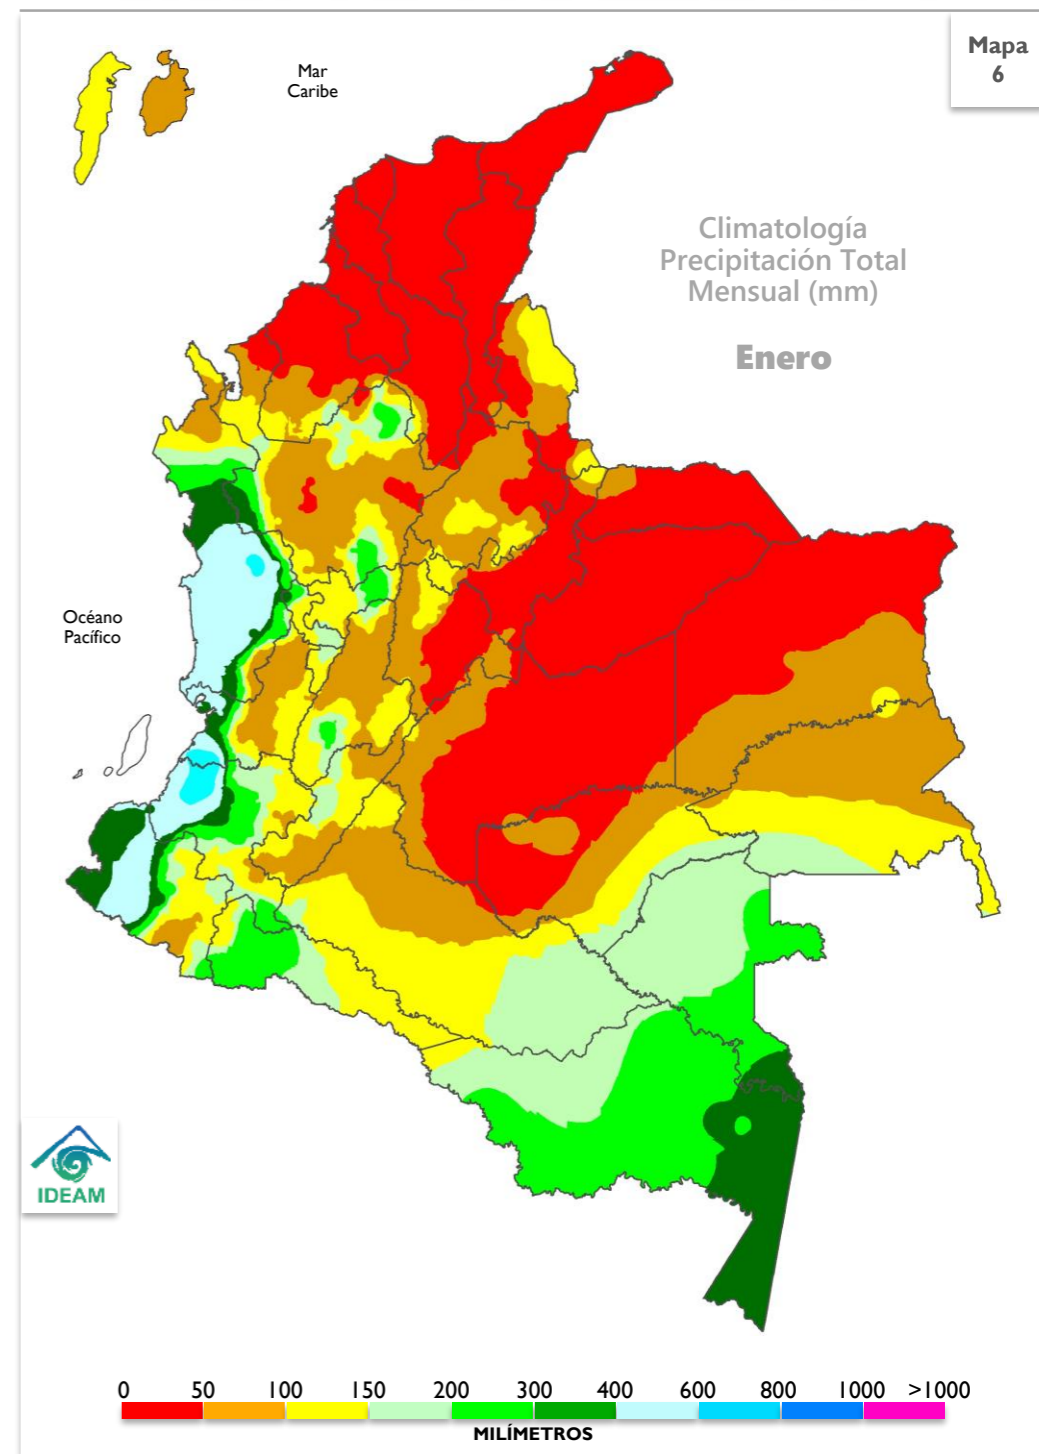 Mapa
6
Mar
Caribe
Climatología
Precipitación Total
Mensual (mm)
Enero
Océano
Pacífico
IDEAM
0 50 100 150 200 300 400 600 800 1000 >1000
MILÍMETROS